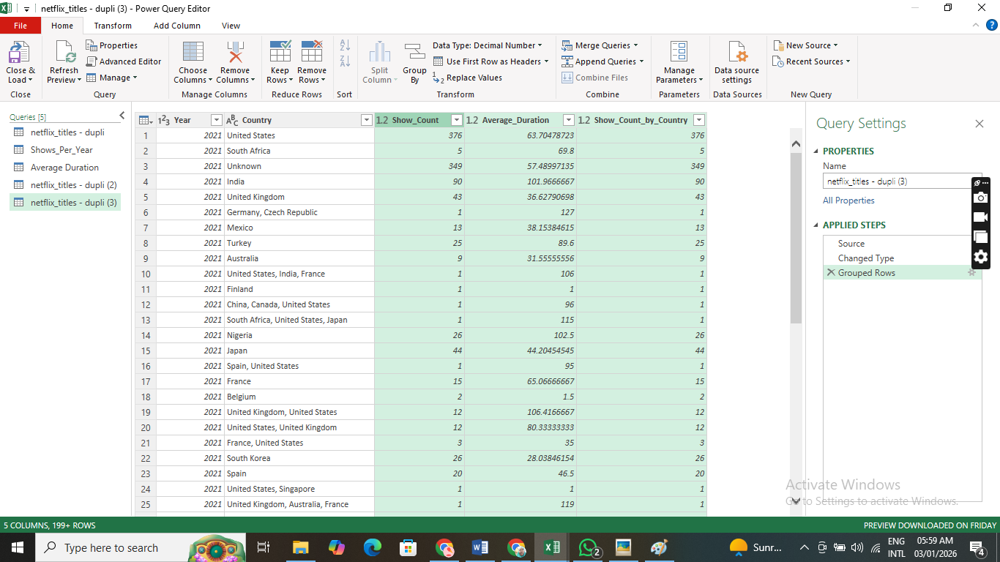 netflix_titles - dupli (3) - Power Query Editor
File Home Transform Add Column View
Close & Load
Refresh Preview
Properties
Advanced Editor
Manage
Choose Columns
Remove Columns
Keep Rows
Remove Rows
Split Column
Group By
Data Type: Decimal Number
Use First Row as Headers
Replace Values
Merge Queries
Append Queries
Combine Files
Manage Parameters
Data source settings
New Source
Recent Sources
Close Query Manage Columns Reduce Rows Sort Transform Combine Parameters Data Sources New Query
Queries [5]
netflix_titles - dupli
Shows_Per_Year
Average Duration
netflix_titles - dupli (2)
netflix_titles - dupli (3)
Year Country Show_Count Average_Duration Show_Count_by_Country
1 2021 United States 376 63.70478723 376
2 2021 South Africa 5 69.8 5
3 2021 Unknown 349 57.48997135 349
4 2021 India 90 101.9666667 90
5 2021 United Kingdom 43 36.62790698 43
6 2021 Germany, Czech Republic 1 127 1
7 2021 Mexico 13 38.15384615 13
8 2021 Turkey 25 89.6 25
9 2021 Australia 9 31.55555556 9
10 2021 United States, India, France 1 106 1
11 2021 Finland 1 1 1
12 2021 China, Canada, United States 1 96 1
13 2021 South Africa, United States, Japan 1 115 1
14 2021 Nigeria 26 102.5 26
15 2021 Japan 44 44.20454545 44
16 2021 Spain, United States 1 95 1
17 2021 France 15 65.06666667 15
18 2021 Belgium 2 1.5 2
19 2021 United Kingdom, United States 12 106.4166667 12
20 2021 United States, United Kingdom 12 80.33333333 12
21 2021 France, United States 3 35 3
22 2021 South Korea 26 28.03846154 26
23 2021 Spain 20 46.5 20
24 2021 United States, Singapore 1 1 1
25 2021 United Kingdom, Australia, France 1 119 1
Query Settings
PROPERTIES
Name
netflix_titles - dupli (3)
All Properties
APPLIED STEPS
Source
Changed Type
Grouped Rows
Activate Windows
Go to Settings to activate Windows.
5 COLUMNS, 199+ ROWS PREVIEW DOWNLOADED ON FRIDAY
Type here to search
2
Sunr...
ENG
INTL
05:59 AM
03/01/2026
4